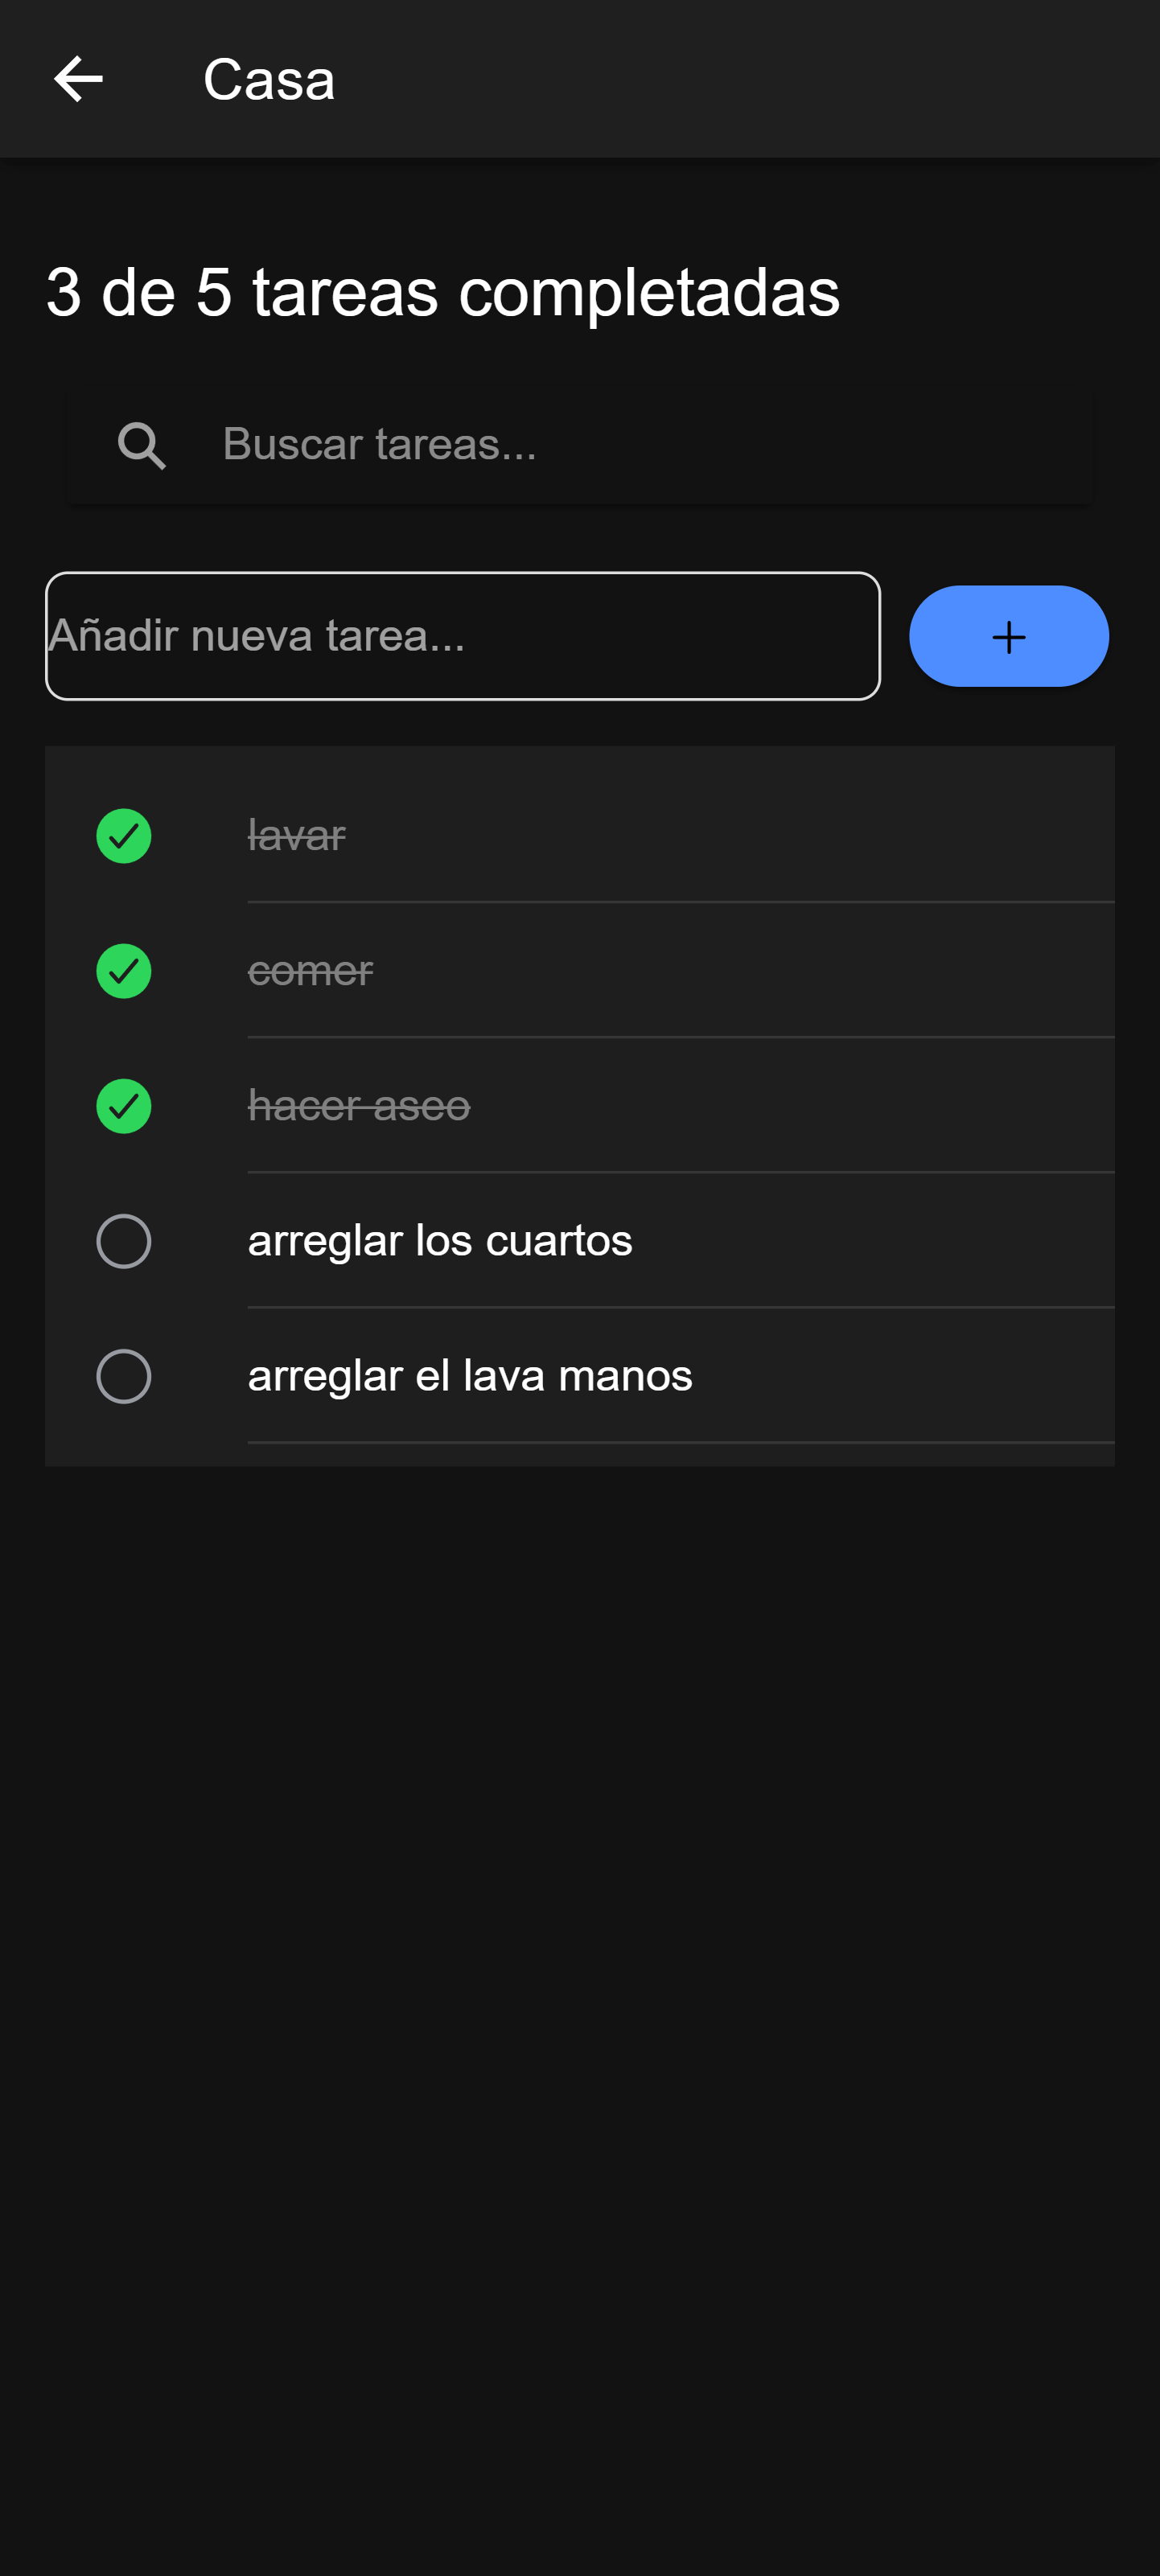 Casa
3 de 5 tareas completadas
Buscar tareas...
Añadir nueva tarea...
lavar
comer
hacer aseo
arreglar los cuartos
arreglar el lava manos